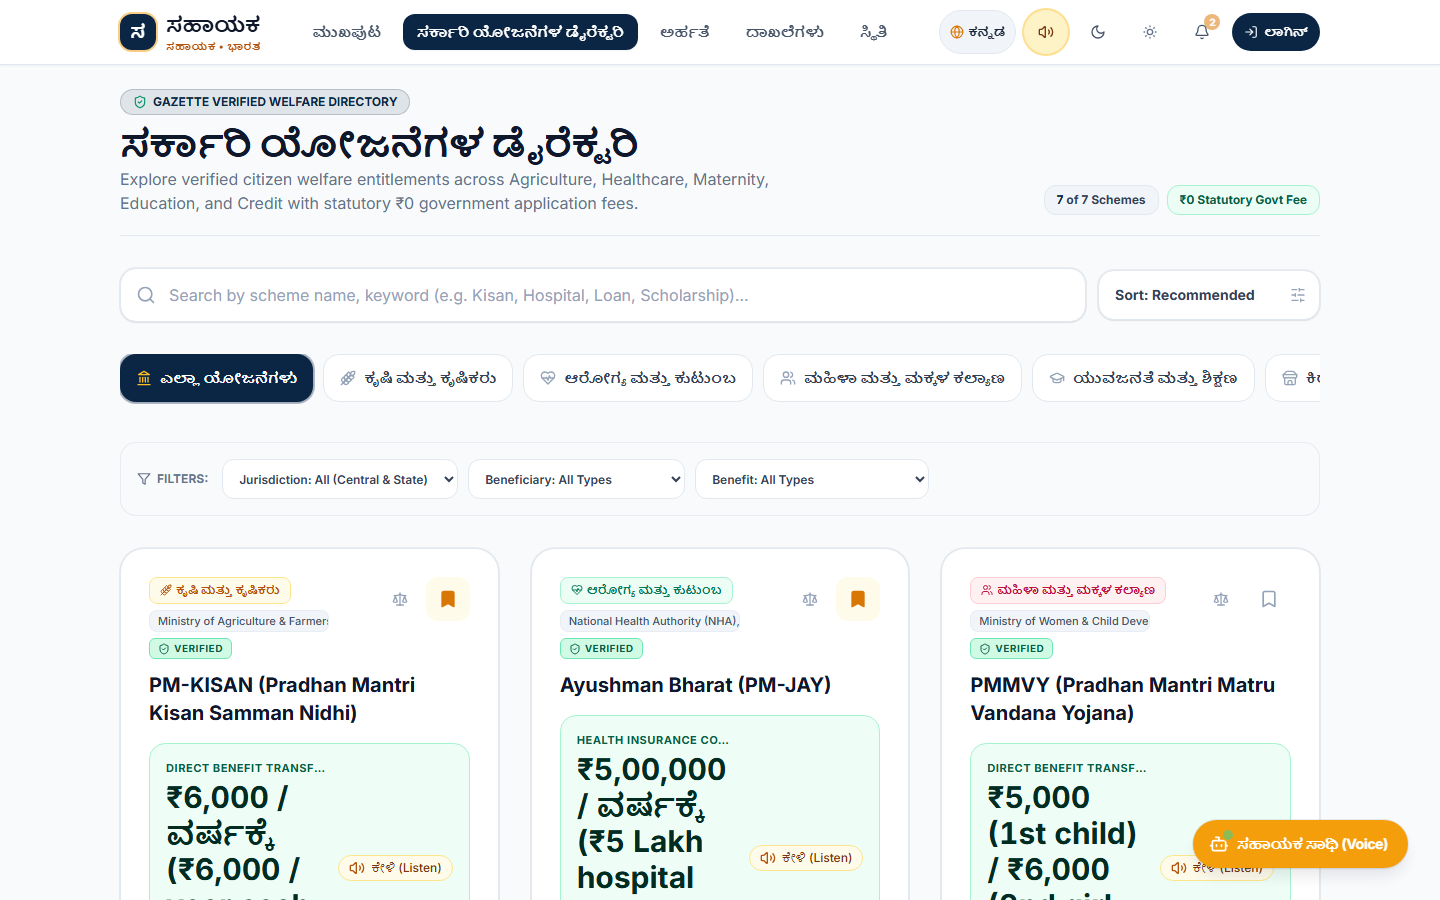 ಸ
ಸಹಾಯಕ
ಸಹಾಯಕ • ಭಾರತ
ಮುಖಪುಟ
ಸರ್ಕಾರಿ ಯೋಜನೆಗಳ ಡೈರೆಕ್ಟರಿ
ಅರ್ಹತೆ
ದಾಖಲೆಗಳು
ಸ್ಥಿತಿ
ಕನ್ನಡ
2
ಲಾಗಿನ್
GAZETTE VERIFIED WELFARE DIRECTORY
ಸರ್ಕಾರಿ ಯೋಜನೆಗಳ ಡೈರೆಕ್ಟರಿ
Explore verified citizen welfare entitlements across Agriculture, Healthcare, Maternity,
Education, and Credit with statutory ₹0 government application fees.
7 of 7 Schemes
₹0 Statutory Govt Fee
Search by scheme name, keyword (e.g. Kisan, Hospital, Loan, Scholarship)...
Sort: Recommended
ಎಲ್ಲಾ ಯೋಜನೆಗಳು
ಕೃಷಿ ಮತ್ತು ಕೃಷಿಕರು
ಆರೋಗ್ಯ ಮತ್ತು ಕುಟುಂಬ
ಮಹಿಳಾ ಮತ್ತು ಮಕ್ಕಳ ಕಲ್ಯಾಣ
ಯುವಜನತೆ ಮತ್ತು ಶಿಕ್ಷಣ
FILTERS:
Jurisdiction: All (Central & State)
Beneficiary: All Types
Benefit: All Types
ಕೃಷಿ ಮತ್ತು ಕೃಷಿಕರು
Ministry of Agriculture & Farmers
VERIFIED
PM-KISAN (Pradhan Mantri
Kisan Samman Nidhi)
DIRECT BENEFIT TRANSF...
₹6,000 /
ವರ್ಷಕ್ಕೆ
(₹6,000 /
ಕೇಳಿ (Listen)
ಆರೋಗ್ಯ ಮತ್ತು ಕುಟುಂಬ
National Health Authority (NHA),
VERIFIED
Ayushman Bharat (PM-JAY)
HEALTH INSURANCE CO...
₹5,00,000
/ ವರ್ಷಕ್ಕೆ
(₹5 Lakh
hospital
ಕೇಳಿ (Listen)
ಮಹಿಳಾ ಮತ್ತು ಮಕ್ಕಳ ಕಲ್ಯಾಣ
Ministry of Women & Child Deve
VERIFIED
PMMVY (Pradhan Mantri Matru
Vandana Yojana)
DIRECT BENEFIT TRANSF...
₹5,000
(1st child)
/ ₹6,000
ಕೇಳಿ (Listen)
ಸಹಾಯಕ ಸಾಥಿ (Voice)